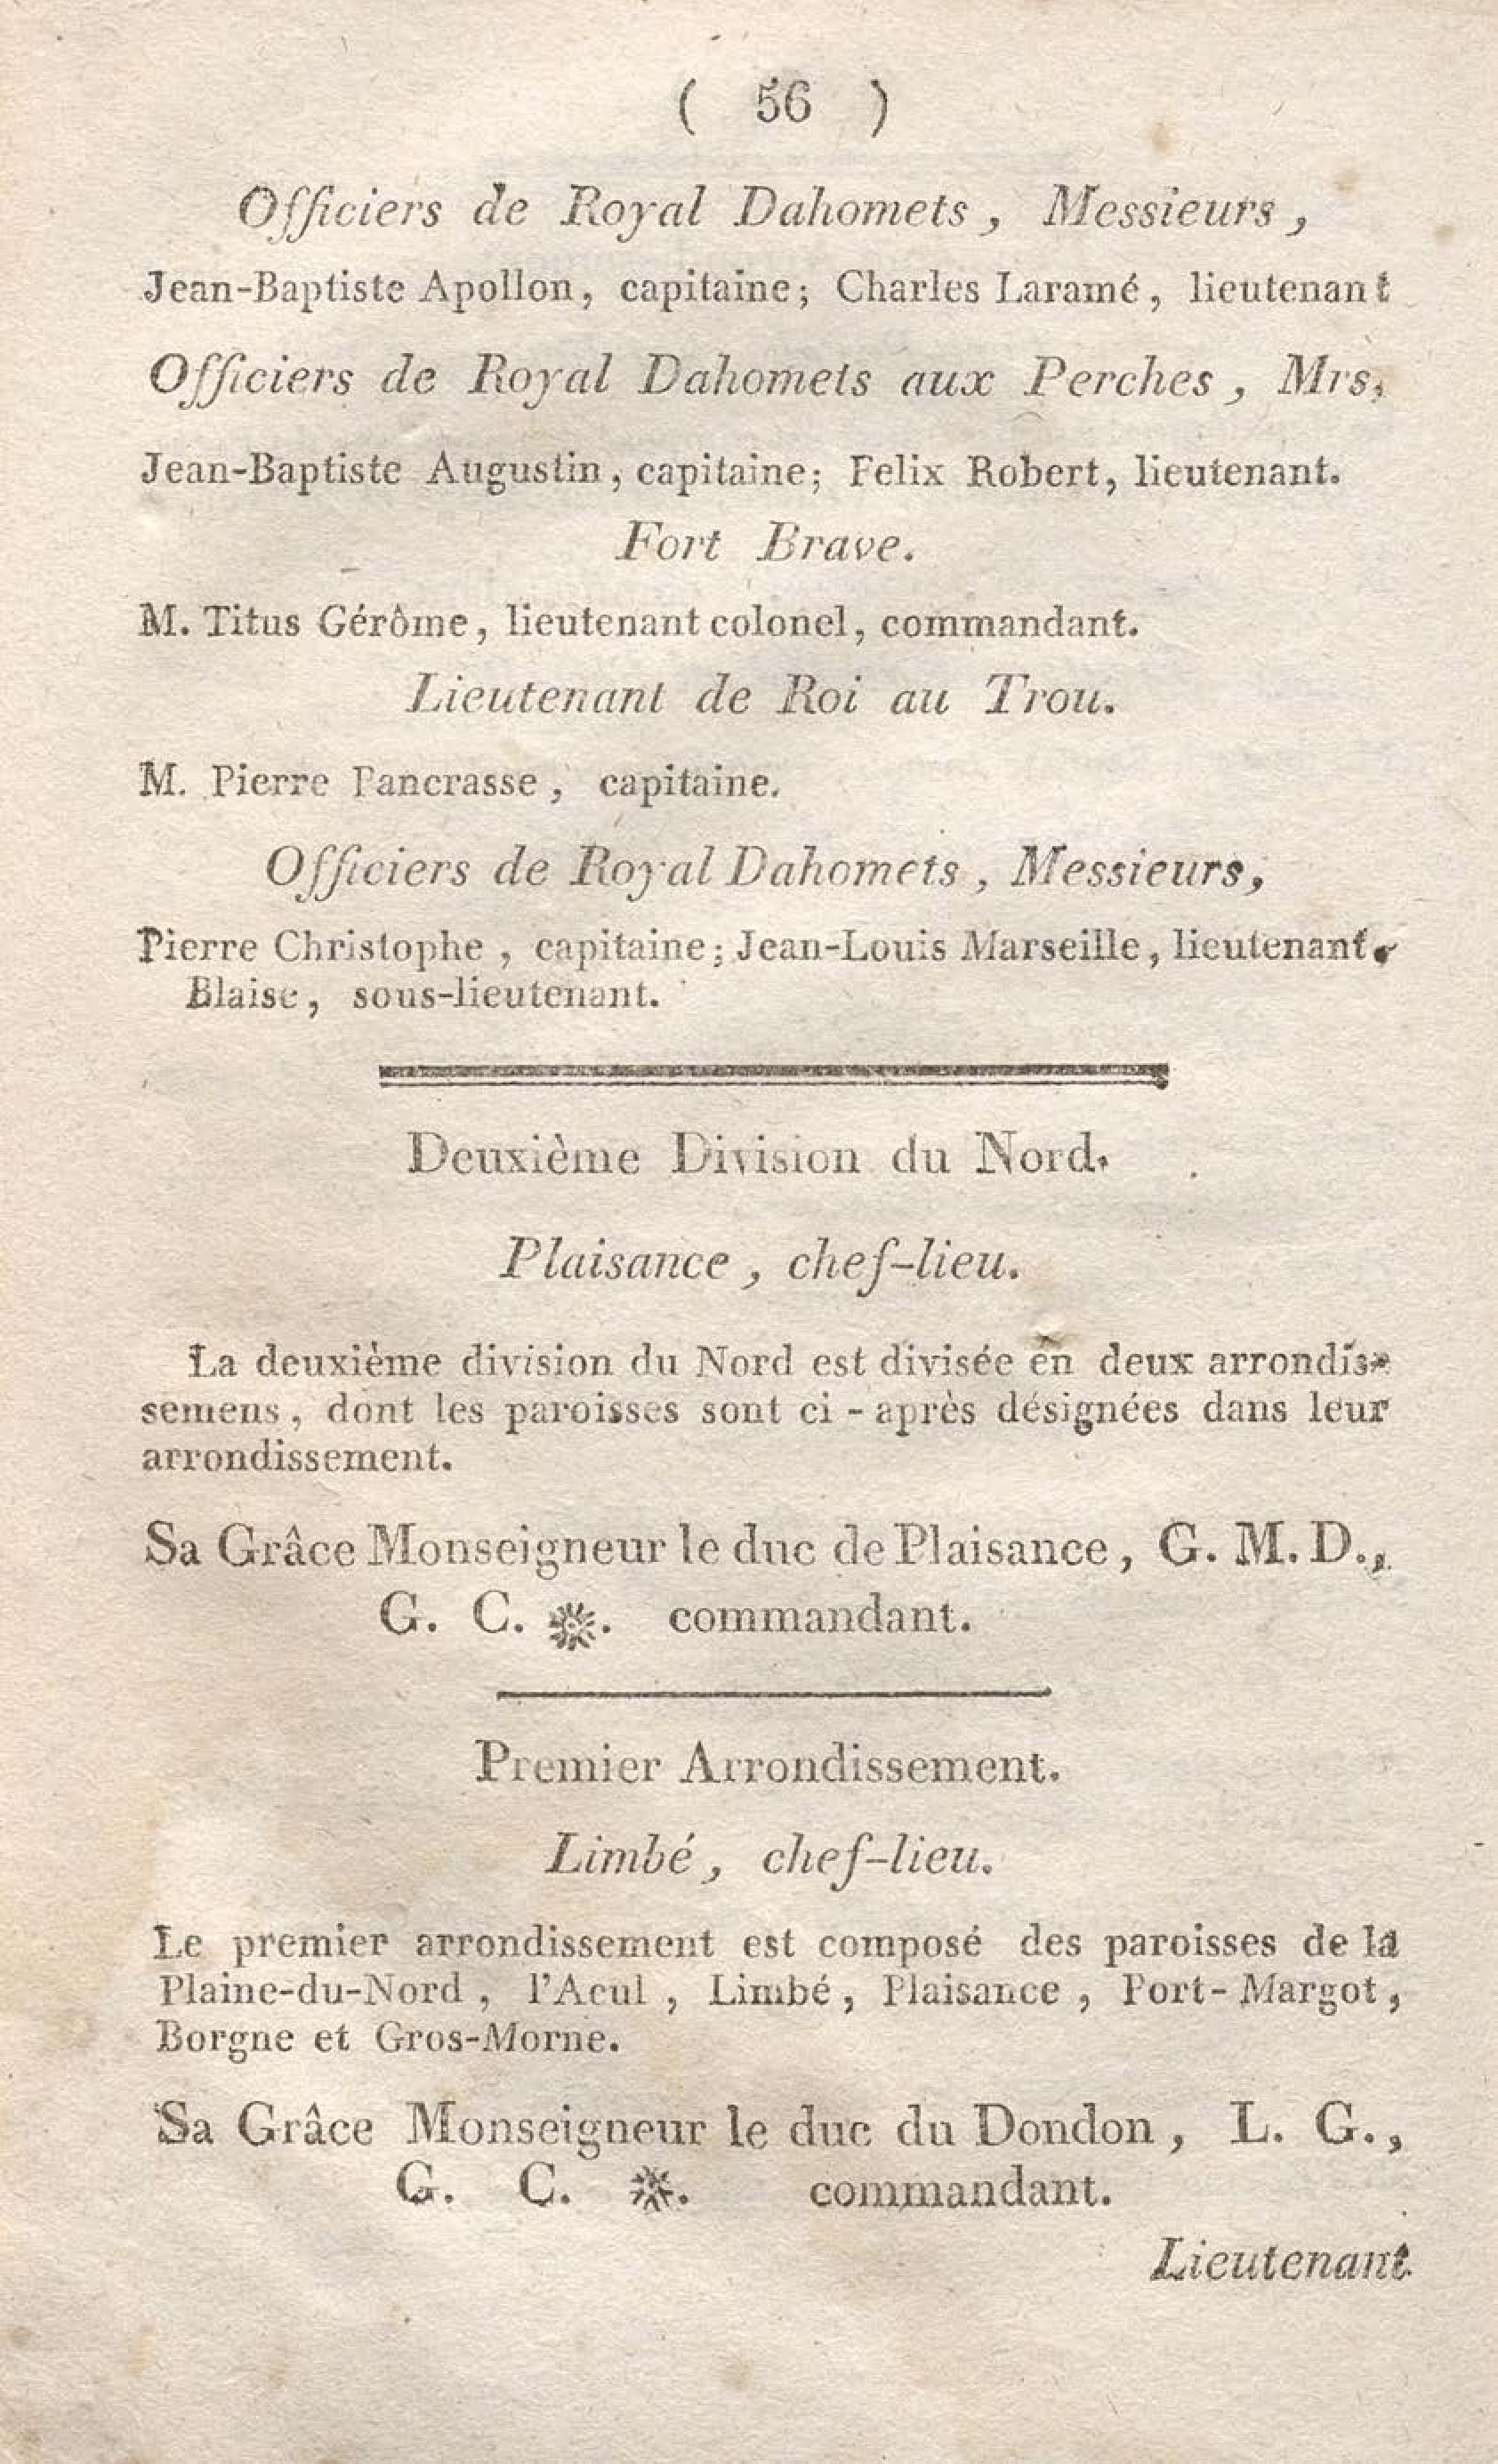 ( 56 )
Officiers de Royal Dahomets, Messieurs,
Jean-Baptiste Apollon, capitaine; Charles Laramé, lieutenant
Officiers de Royal Dahomets aux Perches, Mrs,
Jean-Baptiste Augustin, capitaine; Felix Robert, lieutenant.
Fort Brave.
M. Titus Gérôme, lieutenant colonel, commandant.
Lieutenant de Roi au Trou.
M. Pierre Pancrasse, capitaine.
Officiers de Royal Dahomets, Messieurs,
Pierre Christophe, capitaine; Jean-Louis Marseille, lieutenant.
Blaise, sous-lieutenant.
Deuxième Division du Nord.
Plaisance, chef-lieu.
La deuxième division du Nord est divisée en deux arrondis-
semens, dont les paroisses sont ci-après désignées dans leur
arrondissement.
Sa Grâce Monseigneur le duc de Plaisance, G. M. D.,
G. C. ※. commandant.
Premier Arrondissement.
Limbé, chef-lieu.
Le premier arrondissement est composé des paroisses de la
Plaine-du-Nord, l'Acul, Limbé, Plaisance, Port-Margot,
Borgne et Gros-Morne.
Sa Grâce Monseigneur le duc du Dondon, L. G.,
G. C. ※. commandant.
Lieutenant